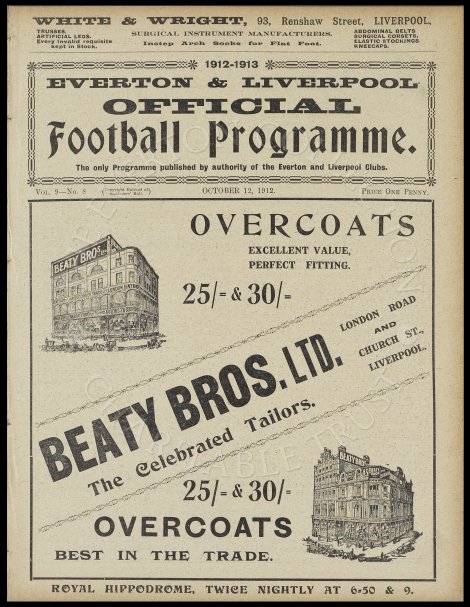 WHITE & WRIGHT, 93, Renshaw Street, LIVERPOOL,
TRUSSES.
ARTIFICIAL LEGS.
Every Invalid requisite
kept in Stock.
SURGICAL INSTRUMENT MANUFACTURERS.
Instep Arch Socks for Flat Foot.
ABDOMINAL BELTS
SURGICAL CORSETS,
ELASTIC STOCKINGS
KNEECAPS.
1912-1913
EVERTON & LIVERPOOL
OFFICIAL
Football Programme.
The only Programme published by authority of the Everton and Liverpool Clubs.
VOL. 9—No. 8
OCTOBER 12, 1912.
PRICE ONE PENNY.
OVERCOATS
EXCELLENT VALUE,
PERFECT FITTING.
25/= & 30/=
BEATY BROS.
BEATY BROS. LTD.
LONDON ROAD
AND
CHURCH ST.,
LIVERPOOL.
The Celebrated Tailors.
25/= & 30/=
BEATY BROS
OVERCOATS
BEST IN THE TRADE.
ROYAL HIPPODROME, TWICE NIGHTLY AT 6-50 & 9.